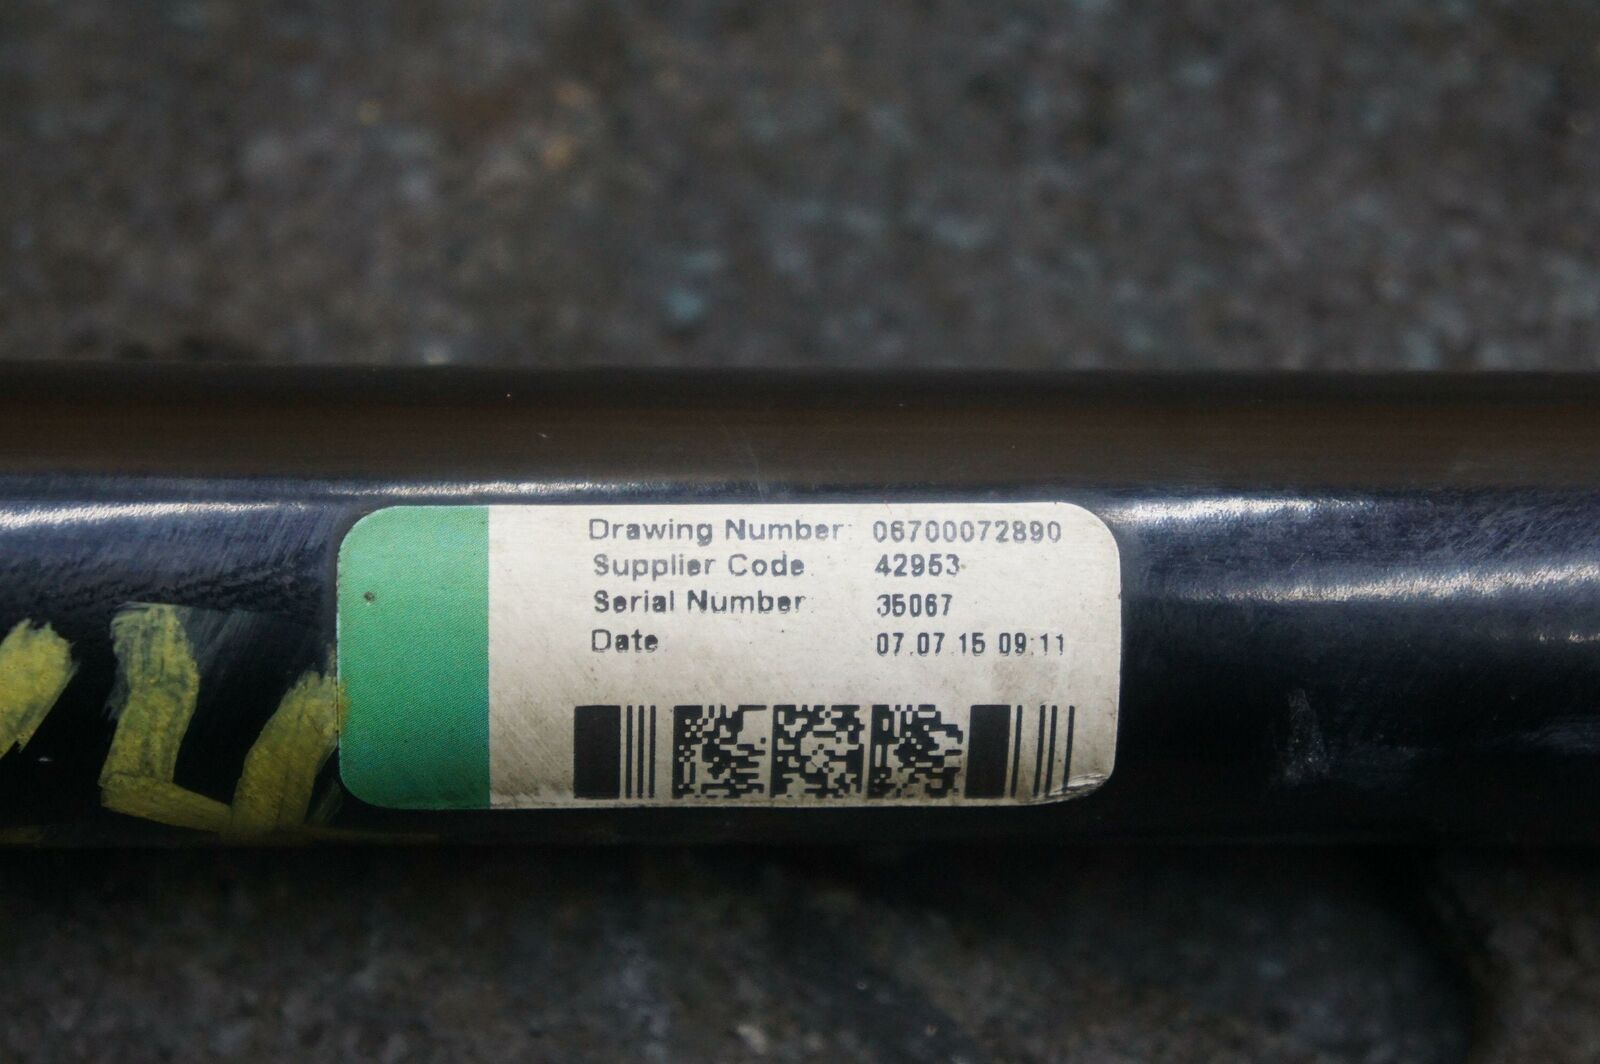 Drawing Number: 06700072890
Supplier Code: 42953
Serial Number: 35067
Date: 07.07.15 09:11